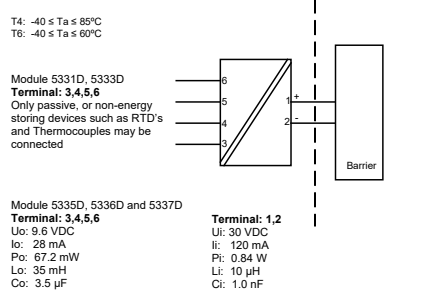 T4: -40 ≤ Ta ≤ 85ºC
T6: -40 ≤ Ta ≤ 60ºC
Module 5331D, 5333D
Terminal: 3,4,5,6
Only passive, or non-energy
storing devices such as RTD's
and Thermocouples may be
connected
6
5
4
3
1
+
2
-
Barrier
Module 5335D, 5336D and 5337D
Terminal: 3,4,5,6
Uo: 9.6 VDC
Io: 28 mA
Po: 67.2 mW
Lo: 35 mH
Co: 3.5 µF
Terminal: 1,2
Ui: 30 VDC
Ii: 120 mA
Pi: 0.84 W
Li: 10 µH
Ci: 1.0 nF